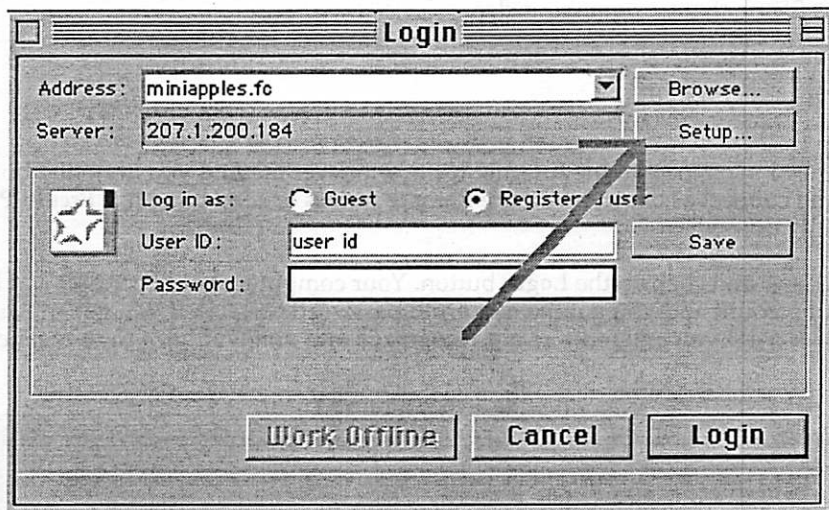 Login
Address: miniapples.fc Browse...
Server: 207.1.200.184 Setup...
Log in as: Guest Registered user
User ID: user id Save
Password:
the Login button. Your com
Work Offline Cancel Login